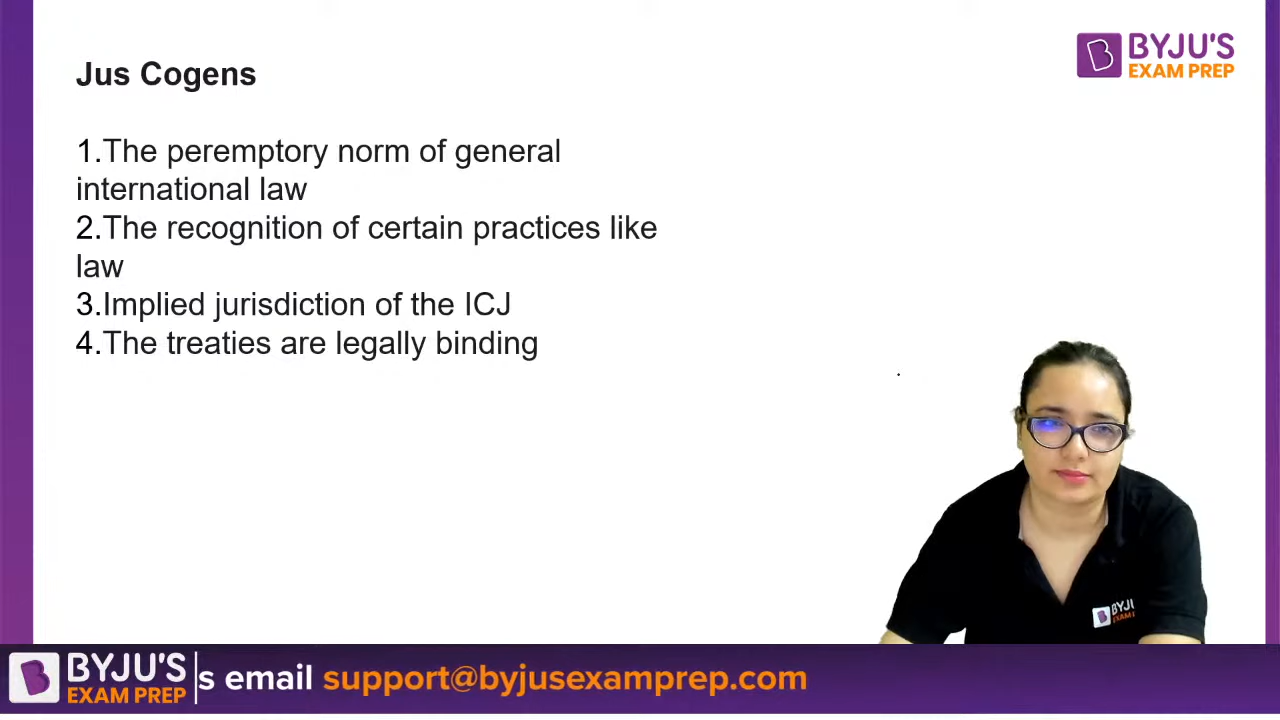 BYJU'S
EXAM PREP
Jus Cogens
1.The peremptory norm of general
international law
2.The recognition of certain practices like
law
3.Implied jurisdiction of the ICJ
4.The treaties are legally binding
BYJU
EXAM
BYJU'S
EXAM PREP
s email support@byjusexamprep.com